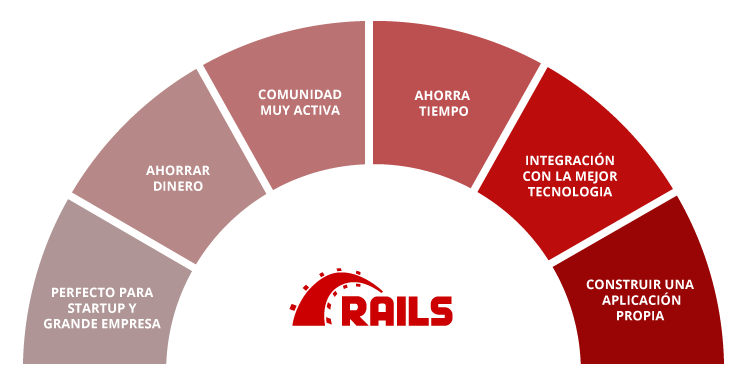 PERFECTO PARA
STARTUP Y
GRANDE EMPRESA
AHORRAR
DINERO
COMUNIDAD
MUY ACTIVA
AHORRA
TIEMPO
INTEGRACIÓN
CON LA MEJOR
TECNOLOGIA
CONSTRUIR UNA
APLICACIÓN
PROPIA
RAILS